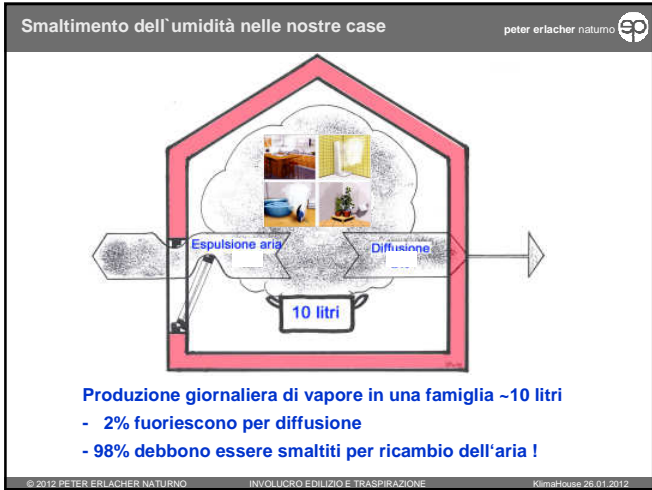 Smaltimento dell`umidità nelle nostre case
peter erlacher naturno
ep
Espulsione aria
Diffusione
10 litri
Produzione giornaliera di vapore in una famiglia ~10 litri
- 2% fuoriescono per diffusione
- 98% debbono essere smaltiti per ricambio dell‘aria !
© 2012 PETER ERLACHER NATURNO INVOLUCRO EDILIZIO E TRASPIRAZIONE KlimaHouse 26.01.2012